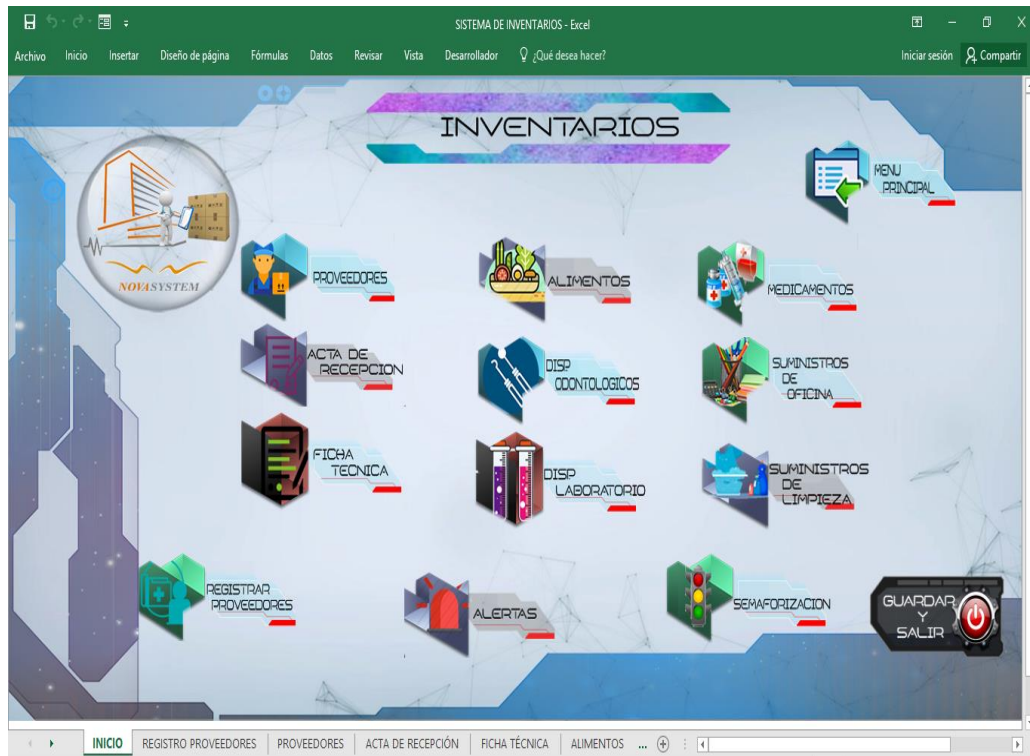 SISTEMA DE INVENTARIOS - Excel
Archivo Inicio Insertar Diseño de página Fórmulas Datos Revisar Vista Desarrollador ¿Qué desea hacer? Iniciar sesión Compartir
INVENTARIOS
MENU
PRINCIPAL
NOVASYSTEM
PROVEEDORES
ALIMENTOS
MEDICAMENTOS
ACTA DE
RECEPCION
DISP
ODONTOLOGICOS
SUMINISTROS
DE
OFICINA
FICHA
TECNICA
DISP
LABORATORIO
SUMINISTROS
DE
LIMPIEZA
REGISTRAR
PROVEEDORES
ALERTAS
SEMAFORIZACION
GUARDAR
Y
SALIR
INICIO REGISTRO PROVEEDORES PROVEEDORES ACTA DE RECEPCIÓN FICHA TÉCNICA ALIMENTOS ...